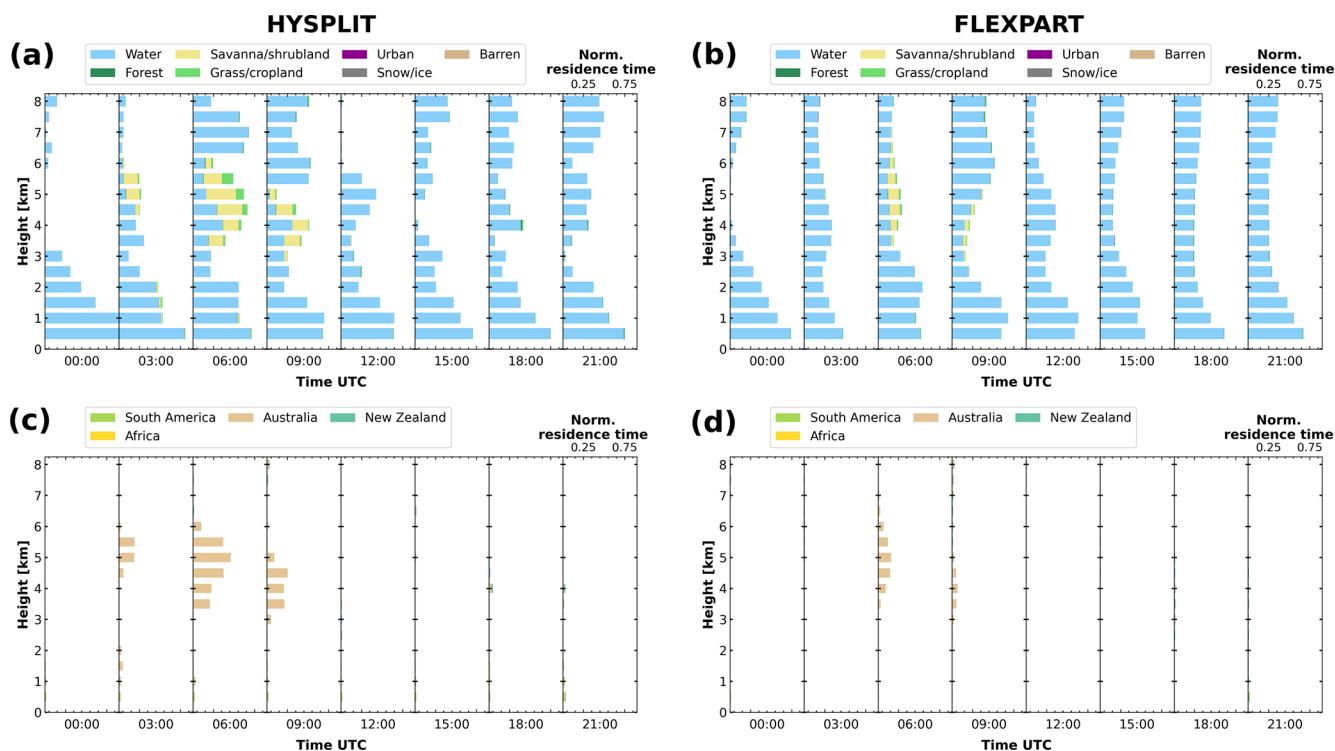 HYSPLIT
FLEXPART
(a)
Water
Savanna/shrubland
Urban
Barren
Forest
Grass/cropland
Snow/ice
Norm.
residence time
0.25 0.75
8
7
6
5
4
3
2
1
0
Height [km]
00:00 03:00 06:00 09:00 12:00 15:00 18:00 21:00
Time UTC
(b)
Water
Savanna/shrubland
Urban
Barren
Forest
Grass/cropland
Snow/ice
Norm.
residence time
0.25 0.75
8
7
6
5
4
3
2
1
0
Height [km]
00:00 03:00 06:00 09:00 12:00 15:00 18:00 21:00
Time UTC
(c)
South America
Australia
New Zealand
Africa
Norm.
residence time
0.25 0.75
8
7
6
5
4
3
2
1
0
Height [km]
00:00 03:00 06:00 09:00 12:00 15:00 18:00 21:00
Time UTC
(d)
South America
Australia
New Zealand
Africa
Norm.
residence time
0.25 0.75
8
7
6
5
4
3
2
1
0
Height [km]
00:00 03:00 06:00 09:00 12:00 15:00 18:00 21:00
Time UTC